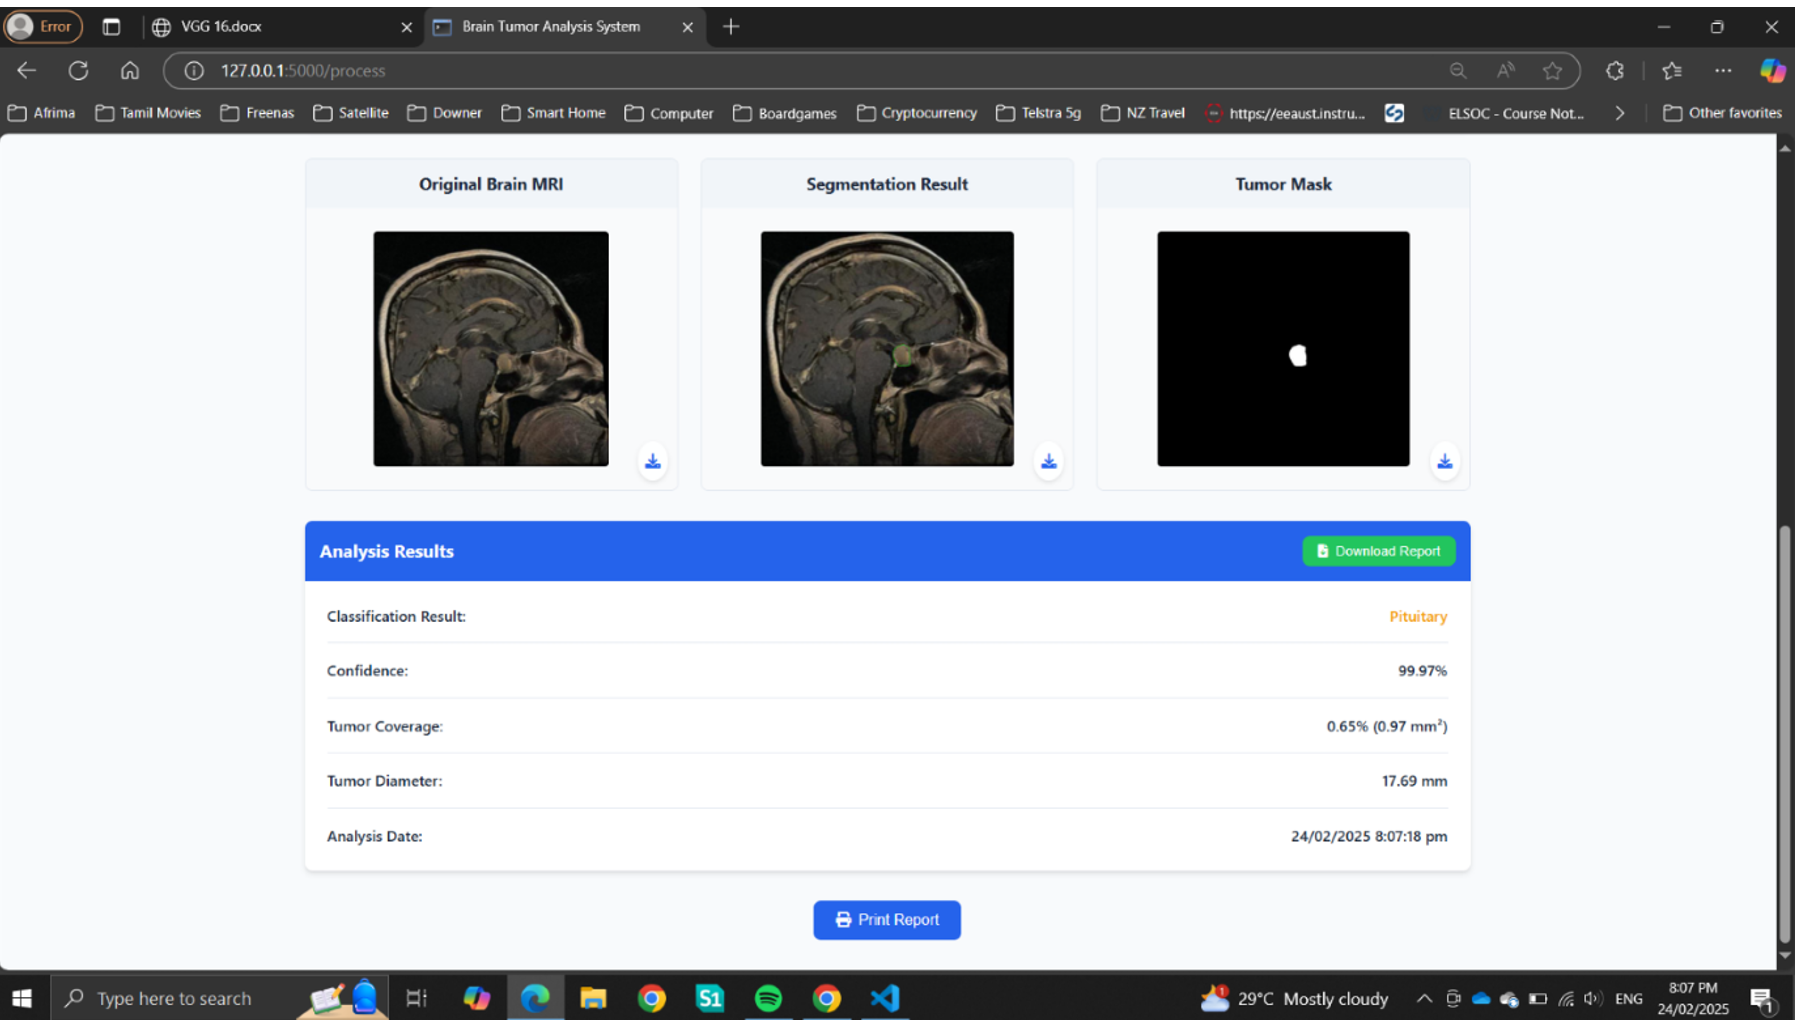 Error
VGG 16.docx
Brain Tumor Analysis System
127.0.0.1:5000/process
Afrima
Tamil Movies
Freenas
Satellite
Downer
Smart Home
Computer
Boardgames
Cryptocurrency
Telstra 5g
NZ Travel
https://eeaust.instru...
ELSOC - Course Not...
Other favorites
Original Brain MRI
Segmentation Result
Tumor Mask
Analysis Results
Download Report
Classification Result:
Pituitary
Confidence:
99.97%
Tumor Coverage:
0.65% (0.97 mm²)
Tumor Diameter:
17.69 mm
Analysis Date:
24/02/2025 8:07:18 pm
Print Report
Type here to search
S1
1
29°C Mostly cloudy
ENG
8:07 PM
24/02/2025
1